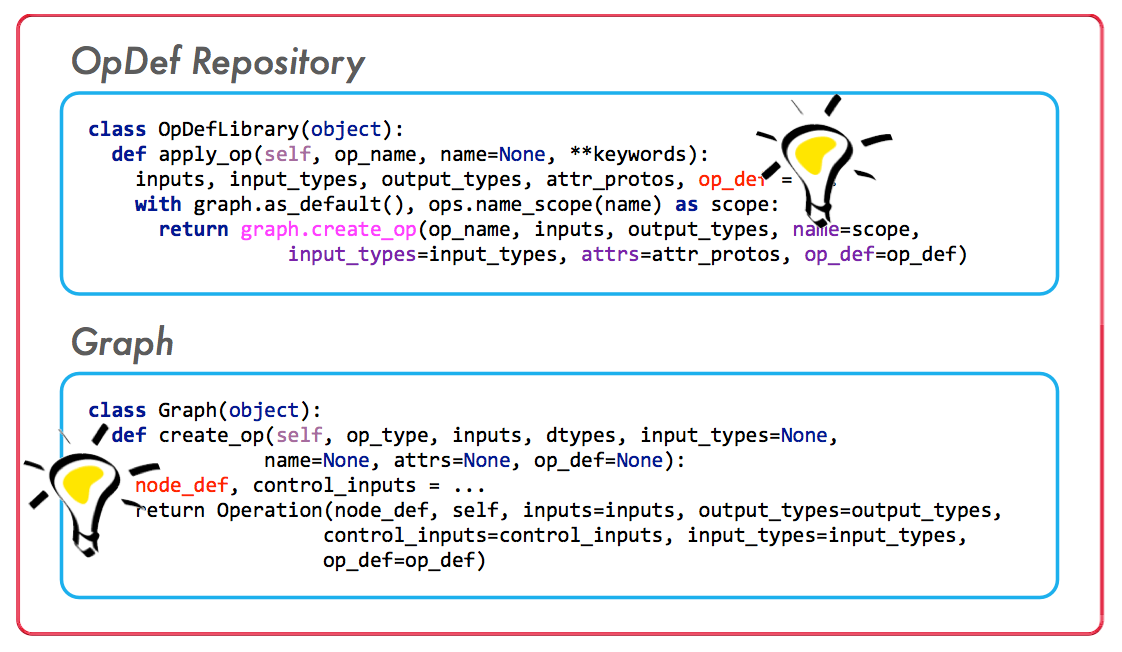 OpDef Repository
class OpDefLibrary(object):
def apply_op(self, op_name, name=None, **keywords):
inputs, input_types, output_types, attr_protos, op_def =
with graph.as_default(), ops.name_scope(name) as scope:
return graph.create_op(op_name, inputs, output_types, name=scope,
input_types=input_types, attrs=attr_protos, op_def=op_def)
Graph
class Graph(object):
def create_op(self, op_type, inputs, dtypes, input_types=None,
name=None, attrs=None, op_def=None):
node_def, control_inputs = ...
return Operation(node_def, self, inputs=inputs, output_types=output_types,
control_inputs=control_inputs, input_types=input_types,
op_def=op_def)